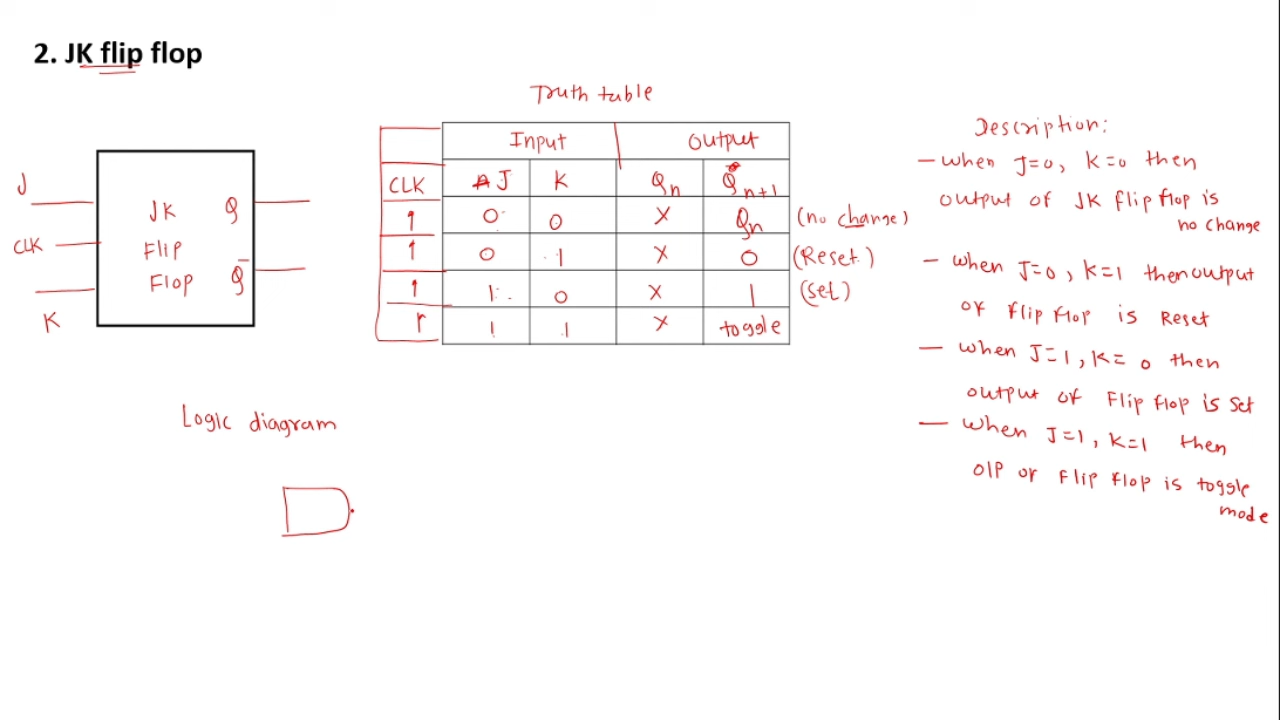 2. JK flip flop
J
CLK
K
JK Q
Flip
Flop Q̅
Truth table
Input Output
CLK J K Qn Qn+1
↑ 0 0 X Qn (no change)
↑ 0 1 X 0 (Reset)
↑ 1 0 X 1 (set)
↑ 1 1 X toggle
Description:
- when J=0, K=0 then
output of JK flip flop is
no change
- when J=0, K=1 then output
of flip flop is Reset
- when J=1, K=0 then
output of Flip flop is set
- when J=1, K=1 then
O/P of flip flop is toggle
mode
Logic diagram